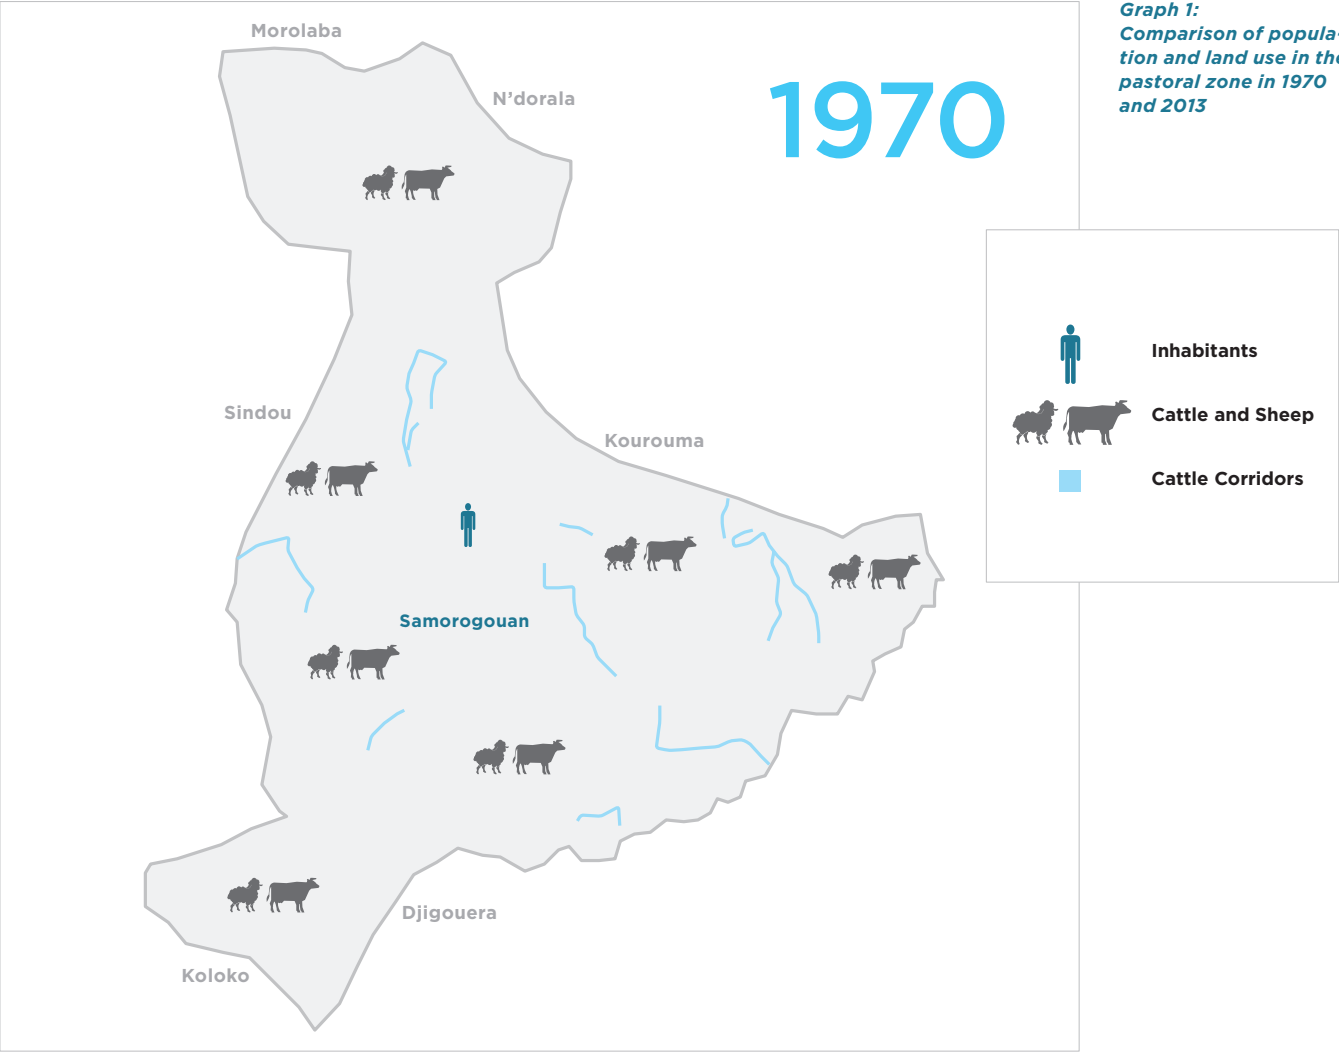 Graph 1:
Comparison of popula-
tion and land use in the
pastoral zone in 1970
and 2013
1970
Morolaba
N’dorala
Sindou
Kourouma
Samorogouan
Djigouera
Koloko
Inhabitants
Cattle and Sheep
Cattle Corridors